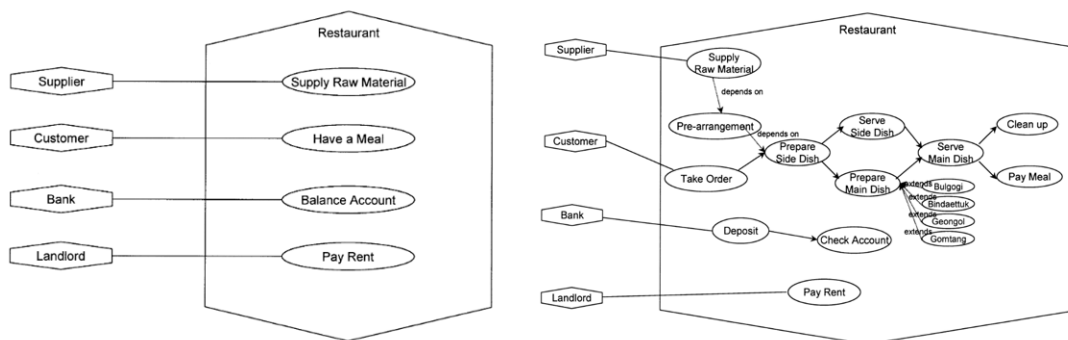 Restaurant
Supplier
Supply Raw Material
Customer
Have a Meal
Bank
Balance Account
Landlord
Pay Rent
Restaurant
Supplier
Supply
Raw Material
depends on
Pre-arrangement
depends on
Customer
Take Order
Prepare
Side Dish
Serve
Side Dish
Prepare
Main Dish
Serve
Main Dish
Clean up
Pay Meal
extends
Bulgogi
extends
Bindaettuk
extends
Geongol
extends
Gomtang
Bank
Deposit
Check Account
Landlord
Pay Rent